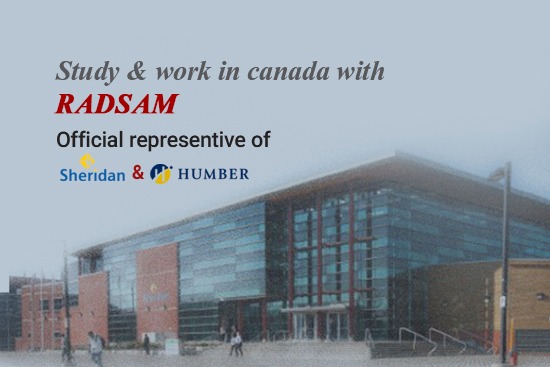 Study & work in canada with
RADSAM
Official representive of
Sheridan & HUMBER